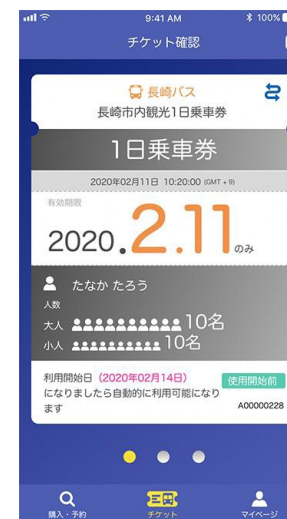 9:41 AM 100%
チケット確認
長崎バス
長崎市内観光1日乗車券
1日乗車券
2020年02月11日 10:20:00 (GMT + 9)
有効期限
2020.2.11のみ
たなか たろう
人数
大人 10名
小人 10名
利用開始日（2020年02月14日）
になりましたら自動的に利用可能になり
ます
使用開始前
A00000228
購入・予約 チケット マイページ